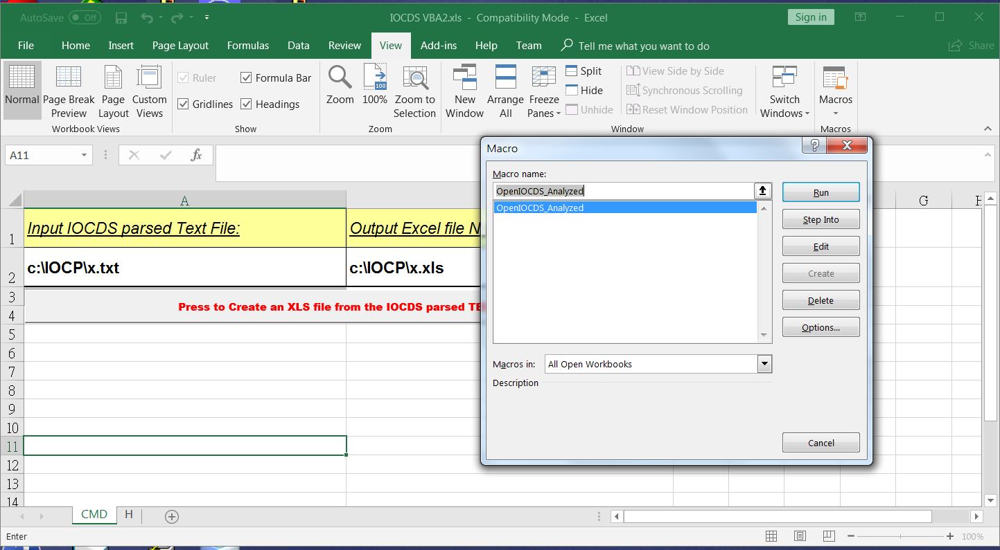 AutoSave Off
IOCDS VBA2.xls - Compatibility Mode - Excel
Sign in
File Home Insert Page Layout Formulas Data Review View Add-ins Help Team Tell me what you want to do Share
Normal
Page Break Preview
Page Layout
Custom Views
Workbook Views
Ruler
Formula Bar
Gridlines
Headings
Show
Zoom
100
100%
Zoom to Selection
Zoom
New Window
Arrange All
Freeze Panes
Split
Hide
Unhide
View Side by Side
Synchronous Scrolling
Reset Window Position
Switch Windows
Window
Macros
Macros
A11
fx
A G H
1 Input IOCDS parsed Text File: Output Excel file N
2 c:\IOCP\x.txt c:\IOCP\x.xls
3
Press to Create an XLS file from the IOCDS parsed TE
4
5
6
7
8
9
10
11
12
13
14
Macro
?
Macro name:
OpenIOCDS_Analyzed
OpenIOCDS_Analyzed
Run
Step Into
Edit
Create
Delete
Options...
Macros in: All Open Workbooks
Description
Cancel
CMD H
Enter
100%